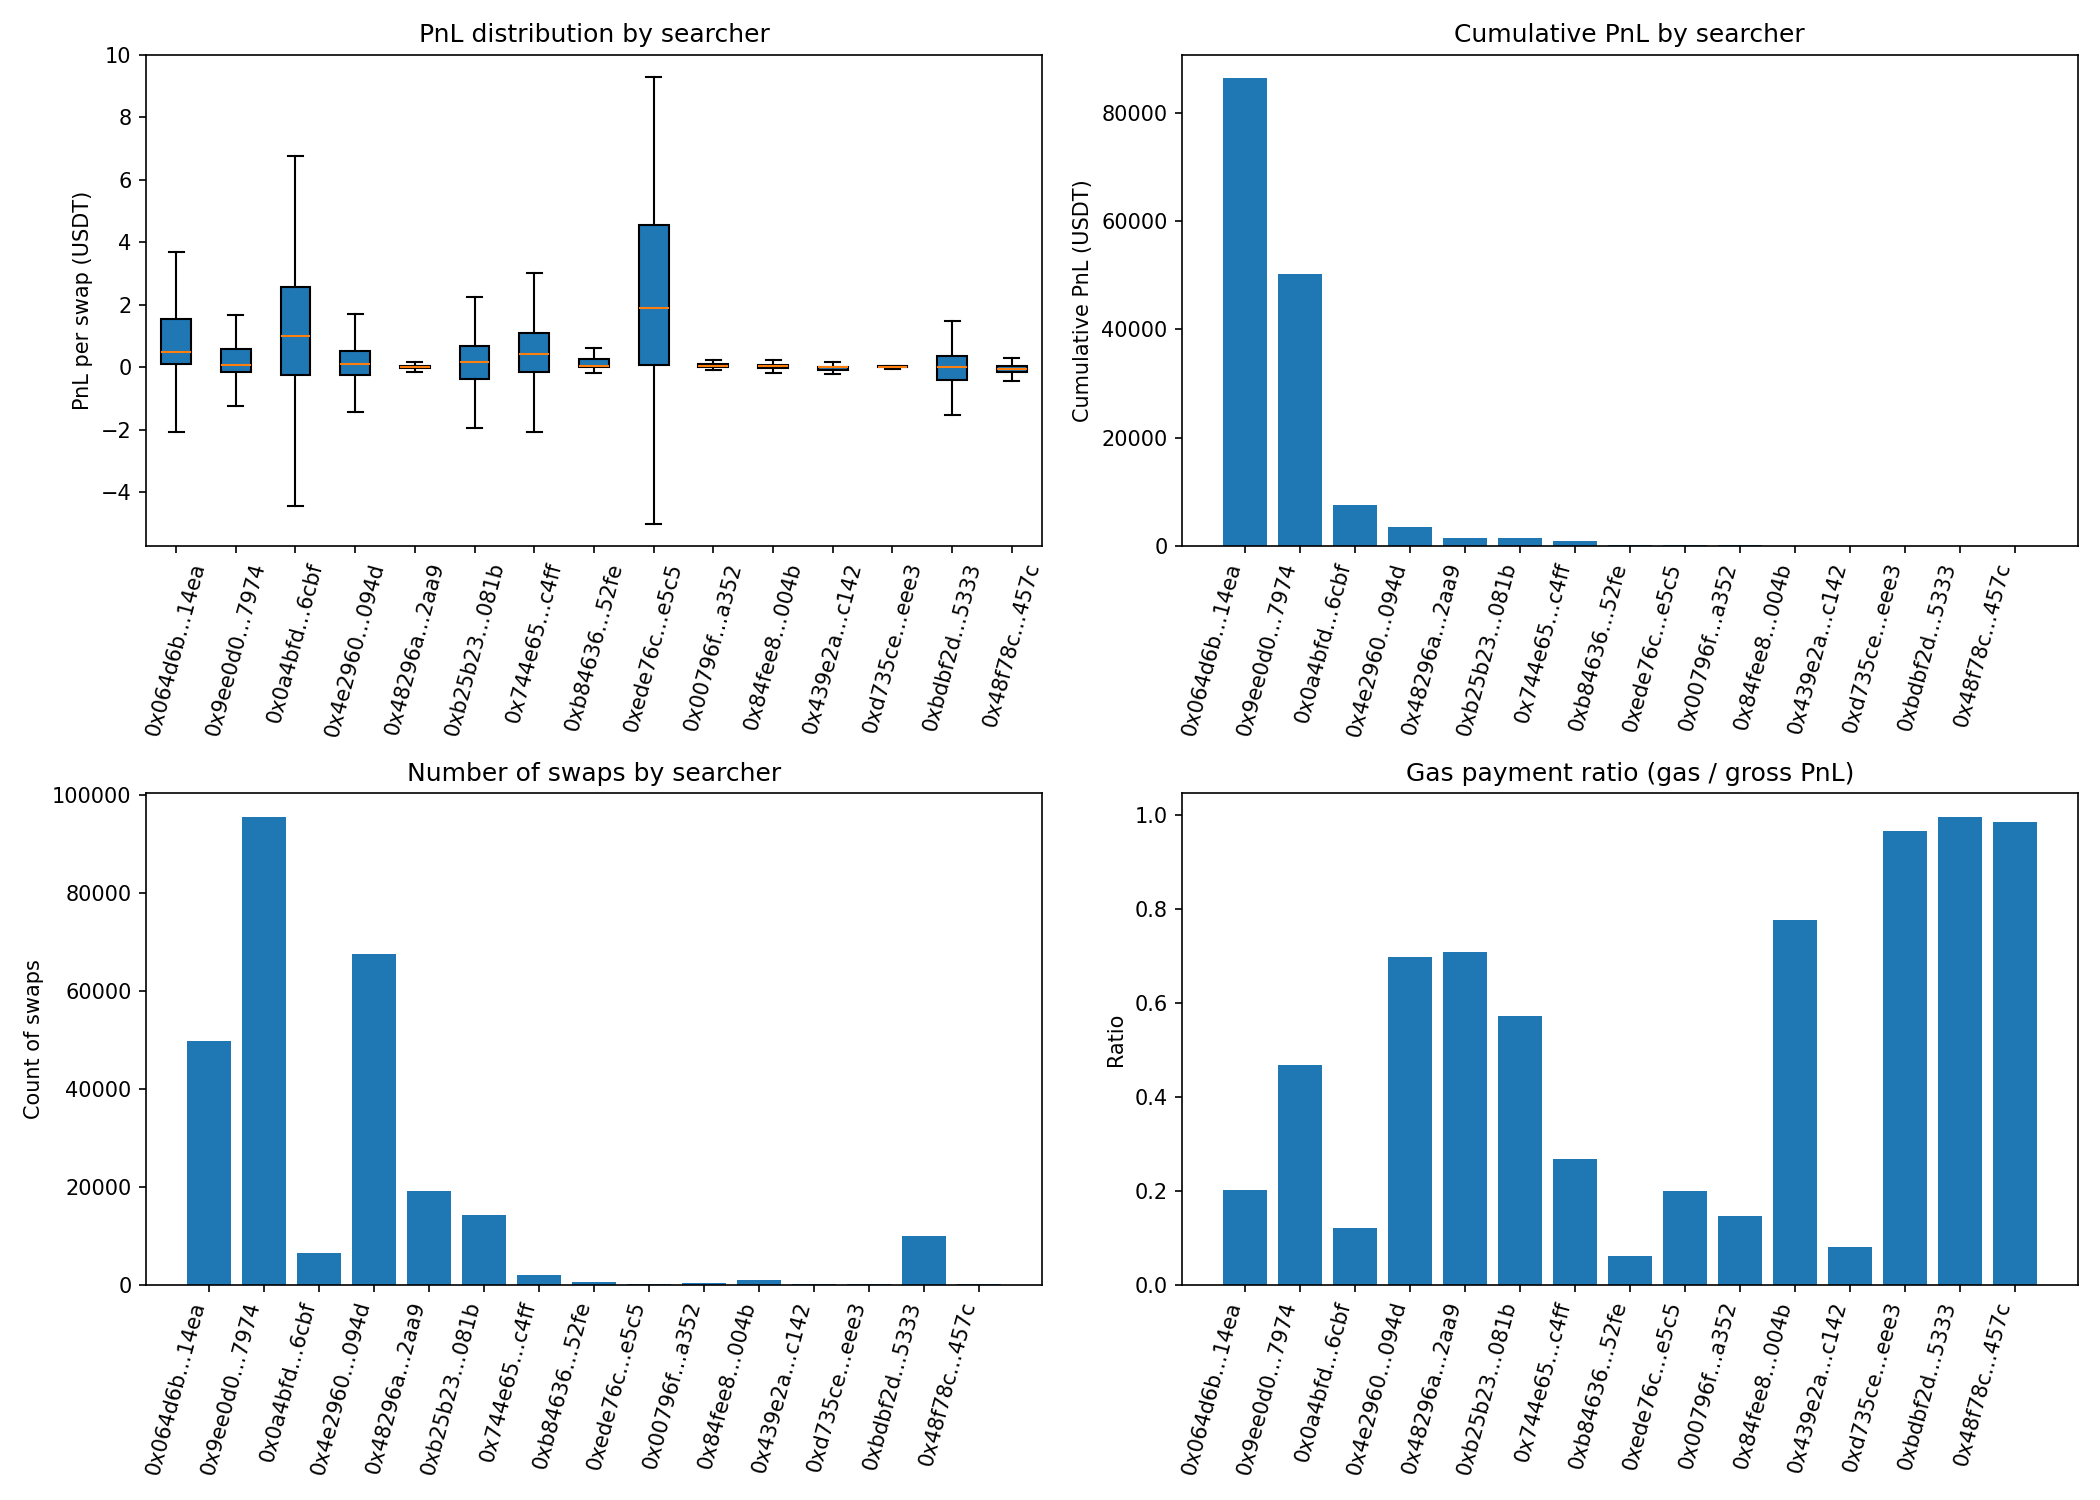 PnL distribution by searcher
PnL per swap (USDT)
10
8
6
4
2
0
−2
−4
0x064d6b...14ea
0x9ee0d0...7974
0x0a4bfd...6cbf
0x4e2960...094d
0x48296a...2aa9
0xb25b23...081b
0x744e65...c4ff
0xb84636...52fe
0xede76c...e5c5
0x00796f...a352
0x84fee8...004b
0x439e2a...c142
0xd735ce...eee3
0xbdbf2d...5333
0x48f78c...457c
Cumulative PnL by searcher
Cumulative PnL (USDT)
80000
60000
40000
20000
0
0x064d6b...14ea
0x9ee0d0...7974
0x0a4bfd...6cbf
0x4e2960...094d
0x48296a...2aa9
0xb25b23...081b
0x744e65...c4ff
0xb84636...52fe
0xede76c...e5c5
0x00796f...a352
0x84fee8...004b
0x439e2a...c142
0xd735ce...eee3
0xbdbf2d...5333
0x48f78c...457c
Number of swaps by searcher
Count of swaps
100000
80000
60000
40000
20000
0
0x064d6b...14ea
0x9ee0d0...7974
0x0a4bfd...6cbf
0x4e2960...094d
0x48296a...2aa9
0xb25b23...081b
0x744e65...c4ff
0xb84636...52fe
0xede76c...e5c5
0x00796f...a352
0x84fee8...004b
0x439e2a...c142
0xd735ce...eee3
0xbdbf2d...5333
0x48f78c...457c
Gas payment ratio (gas / gross PnL)
Ratio
1.0
0.8
0.6
0.4
0.2
0.0
0x064d6b...14ea
0x9ee0d0...7974
0x0a4bfd...6cbf
0x4e2960...094d
0x48296a...2aa9
0xb25b23...081b
0x744e65...c4ff
0xb84636...52fe
0xede76c...e5c5
0x00796f...a352
0x84fee8...004b
0x439e2a...c142
0xd735ce...eee3
0xbdbf2d...5333
0x48f78c...457c